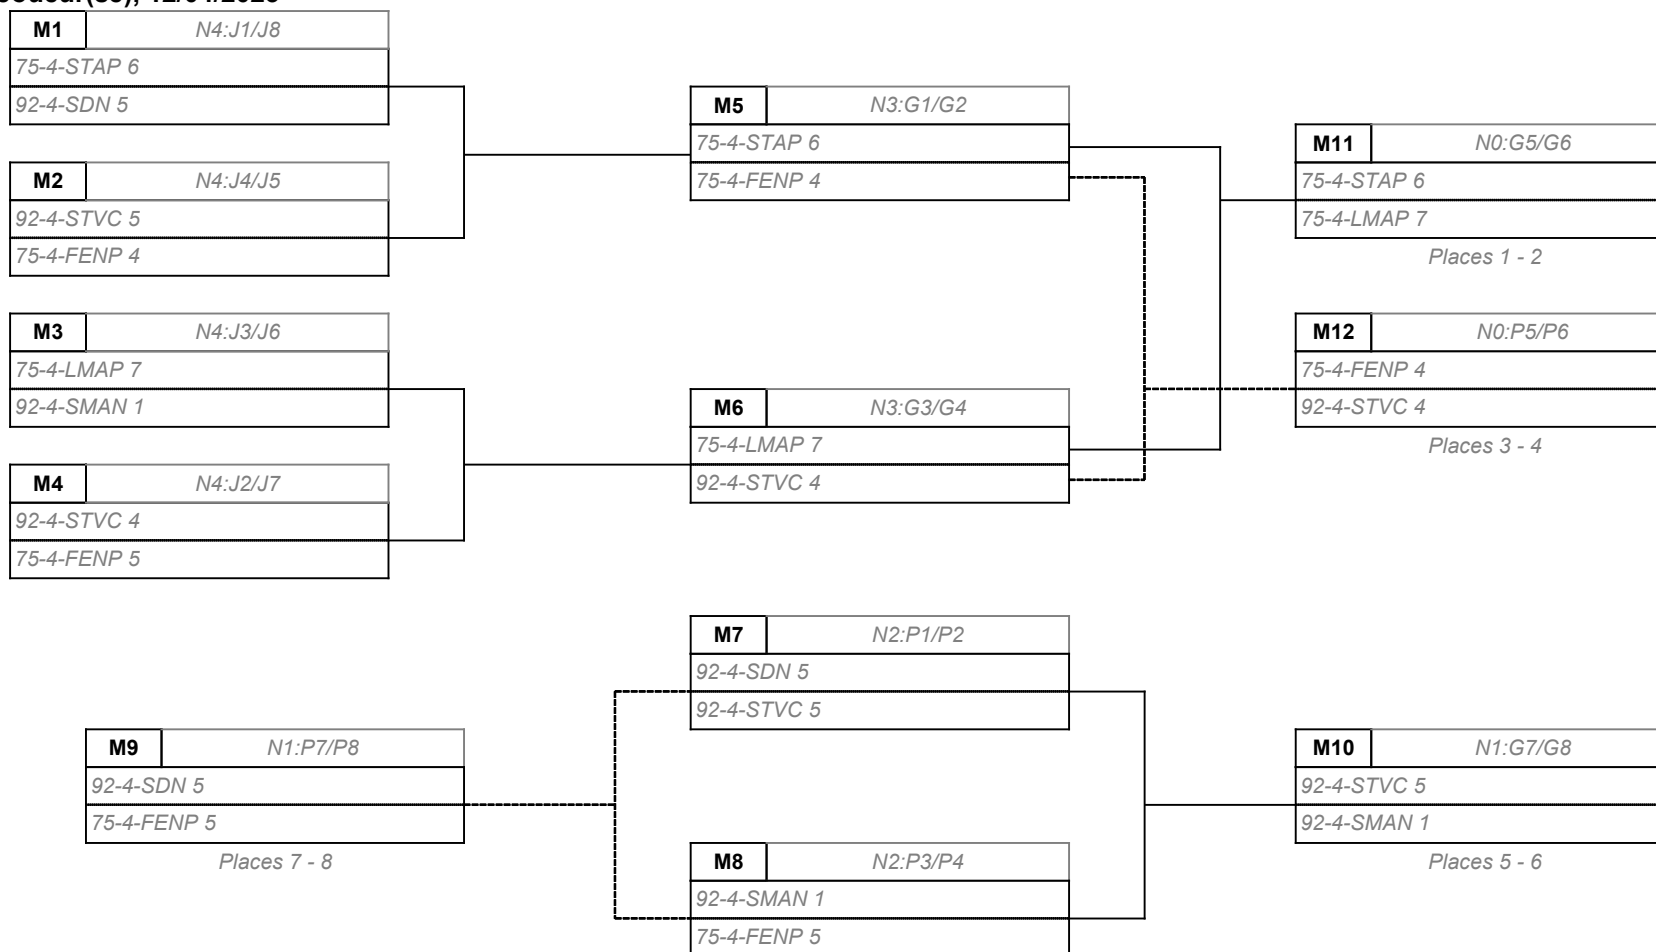 M1 N4:J1/J8
75-4-STAP 6
92-4-SDN 5
M2 N4:J4/J5
92-4-STVC 5
75-4-FENP 4
M3 N4:J3/J6
75-4-LMAP 7
92-4-SMAN 1
M4 N4:J2/J7
92-4-STVC 4
75-4-FENP 5
M5 N3:G1/G2
75-4-STAP 6
75-4-FENP 4
M6 N3:G3/G4
75-4-LMAP 7
92-4-STVC 4
M11 N0:G5/G6
75-4-STAP 6
75-4-LMAP 7
Places 1 - 2
M12 N0:P5/P6
75-4-FENP 4
92-4-STVC 4
Places 3 - 4
M7 N2:P1/P2
92-4-SDN 5
92-4-STVC 5
M9 N1:P7/P8
92-4-SDN 5
75-4-FENP 5
Places 7 - 8
M8 N2:P3/P4
92-4-SMAN 1
75-4-FENP 5
M10 N1:G7/G8
92-4-STVC 5
92-4-SMAN 1
Places 5 - 6